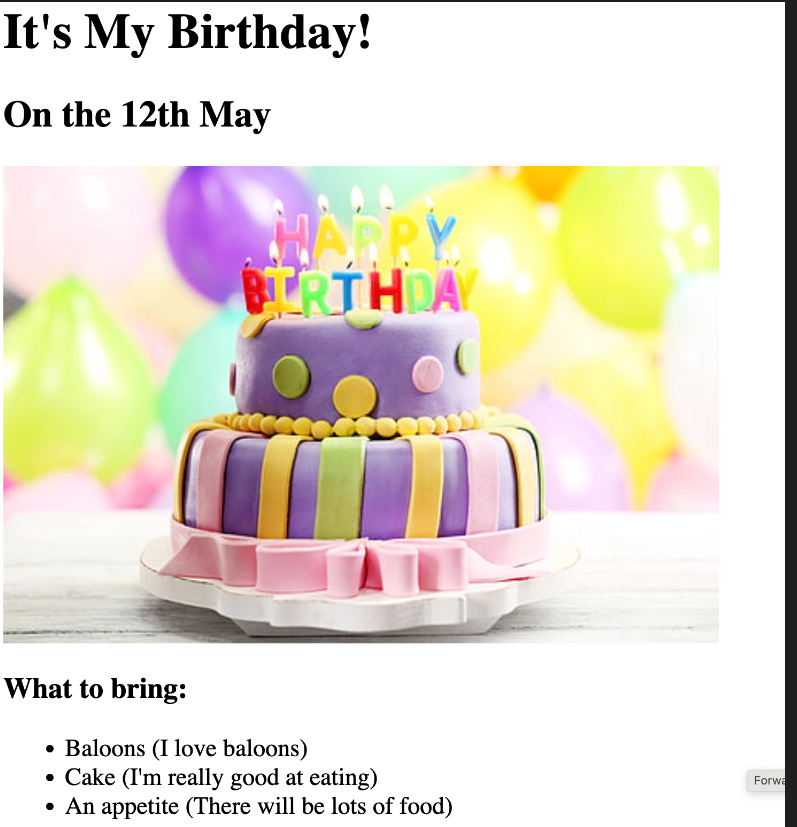 It's My Birthday!
On the 12th May
HAPPY
BIRTHDAY
What to bring:
Baloons (I love baloons)
Cake (I'm really good at eating)
An appetite (There will be lots of food)